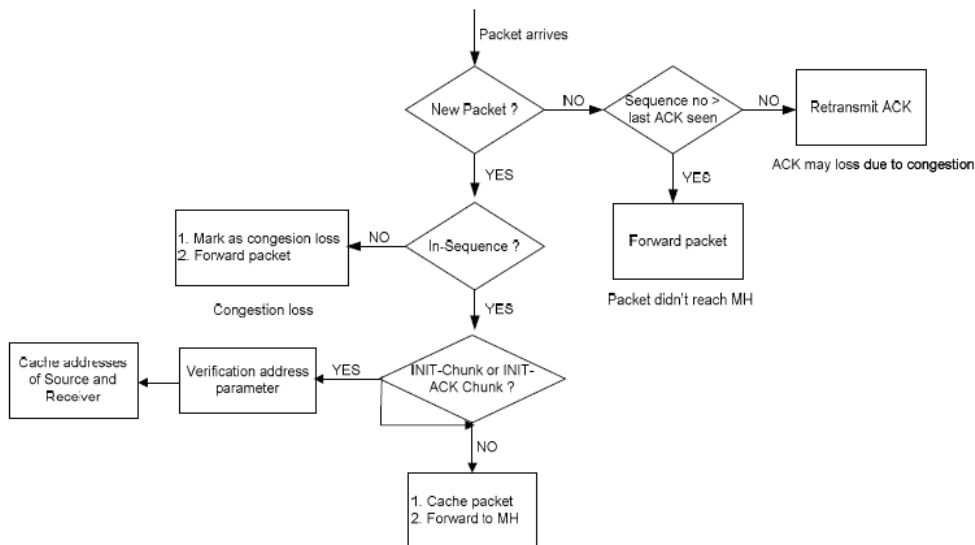 Packet arrives
New Packet ?
NO
Sequence no >
last ACK seen
NO
Retransmit ACK
ACK may loss due to congestion
YES
YES
1. Mark as congesion loss
2. Forward packet
NO
In-Sequence ?
Forward packet
Congestion loss
Packet didn't reach MH
YES
Cache addresses
of Source and
Receiver
Verification address
parameter
YES
INIT-Chunk or INIT-
ACK Chunk ?
NO
1. Cache packet
2. Forward to MH